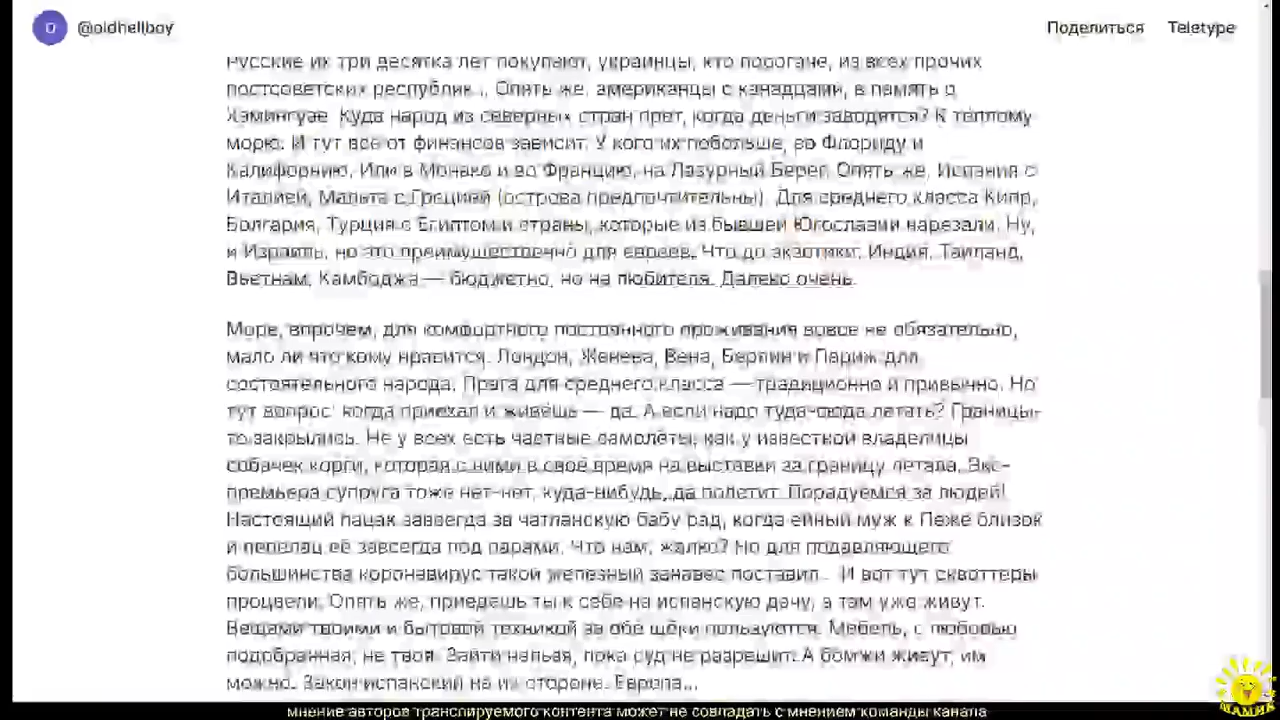 @oldhellboy
Поделиться Teletype
Русские их три десятка лет покупают, украинцы, кто побогаче, из всех прочих
постсоветских республик... Опять же, американцы с канадцами, в память о
Хемингуэе. Куда народ из северных стран прет, когда деньги заводятся? К тёплому
морю. И тут всё от финансов зависит. У кого их побольше, во Флориду и
Калифорнию. Или в Монако и во Францию, на Лазурный Берег. Опять же, Испания с
Италией, Мальта с Грецией (острова предпочтительны). Для среднего класса Кипр,
Болгария, Турция с Египтом и страны, которые из бывшей Югославии нарезали. Ну,
и Израиль, но это преимущественно для евреев. Что до экзотики, Индия, Таиланд,
Вьетнам, Камбоджа — бюджетно, но на любителя. Далеко очень.
Море, впрочем, для комфортного постоянного проживания вовсе не обязательно,
мало ли что кому нравится. Лондон, Женева, Вена, Берлин и Париж для
состоятельного народа. Прага для среднего класса — традиционно и привычно. Но
тут вопрос: когда приехал и живёшь — да. А если надо туда-сюда летать? Границы-
то закрылись. Не у всех есть частные самолёты, как у известной владелицы
собачек корги, которая с ними в своё время на выставки за границу летала. Экс-
премьера супруга тоже нет-нет, куда-нибудь, да полетит. Порадуемся за людей!
Настоящий пацак завсегда за чатланскую бабу рад, когда ейный муж к Пеже близок
и пепелац её завсегда под парами. Что нам, жалко? Но для подавляющего
большинства коронавирус такой железный занавес поставил... И вот тут сквоттеры
процвели. Опять же, приедешь ты к себе на испанскую дачу, а там уже живут.
Вещами твоими и бытовой техникой за обе щёки пользуются. Мебель, с любовью
подобранная, не твоя. Зайти нельзя, пока суд не разрешит. А бомжи живут, им
можно. Закон испанский на их стороне. Европа...
мнение авторов транслируемого контента может не совпадать с мнением команды канала
МАМИК